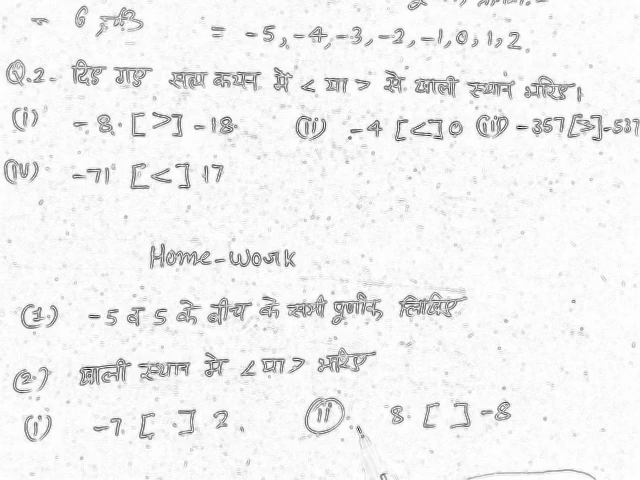 = -5, -4, -3, -2, -1, 0, 1, 2
Q.2- दिए गए सत्य कथन में < या > से खाली स्थान भरिए।
(i) -8 [>] -18 (ii) -4 [<] 0 (iii) -357 [>] -537
(iv) -71 [<] 17
Home-Work
(1.) -5 व 5 के बीच के सभी पूर्णांक लिखिए
(2.) खाली स्थान में < या > भरिए
(i) -7 [ ] 2, (ii) 8 [ ] -8